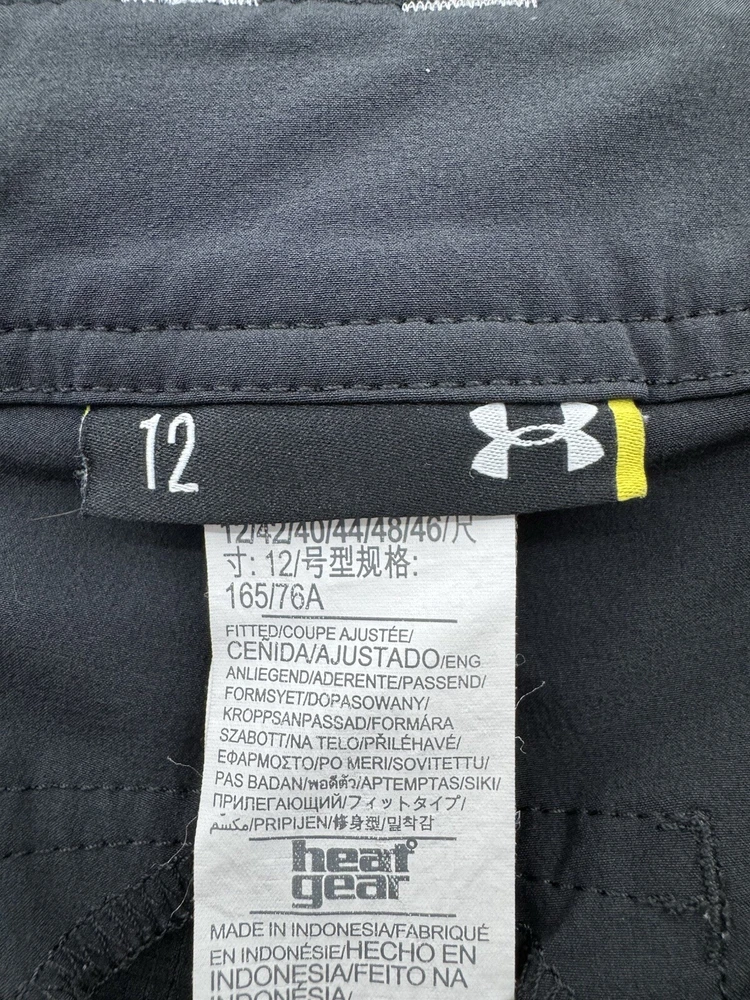 12
12/42/40/44/48/46/尺
寸: 12/号型规格:
165/76A
FITTED/COUPE AJUSTÉE/
CEÑIDA/AJUSTADO/ENG
ANLIEGEND/ADERENTE/PASSEND/
FORMSYET/DOPASOWANY/
KROPPSANPASSAD/FORMÁRA
SZABOTT/NA TELO/PŘILÉHAVÉ/
ΕΦΑΡΜΟΣΤΟ/PO MERI/SOVITETTU/
PAS BADAN/พอดีตัว/APTEMPTAS/SIKI/
ПРИЛЕГАЮЩИЙ/フィットタイプ/
مكسّم/PRIPIJEN/修身型/밀착감
heat
gear
MADE IN INDONESIA/FABRIQUÉ
EN INDONÉSIE/HECHO EN
INDONESIA/FEITO NA
INDONÉSIA/